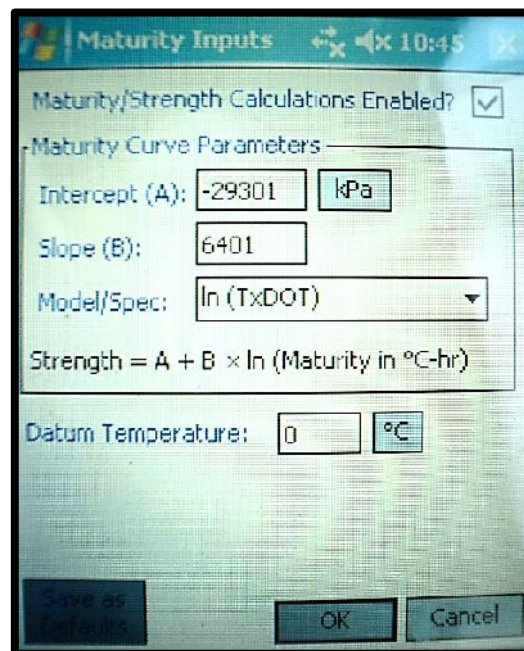 Maturity Inputs 10:45
Maturity/Strength Calculations Enabled?
Maturity Curve Parameters
Intercept (A): -29301 kPa
Slope (B): 6401
Model/Spec: ln (TxDOT)
Strength = A + B × ln (Maturity in °C-hr)
Datum Temperature: 0 °C
Save as
Defaults
OK Cancel